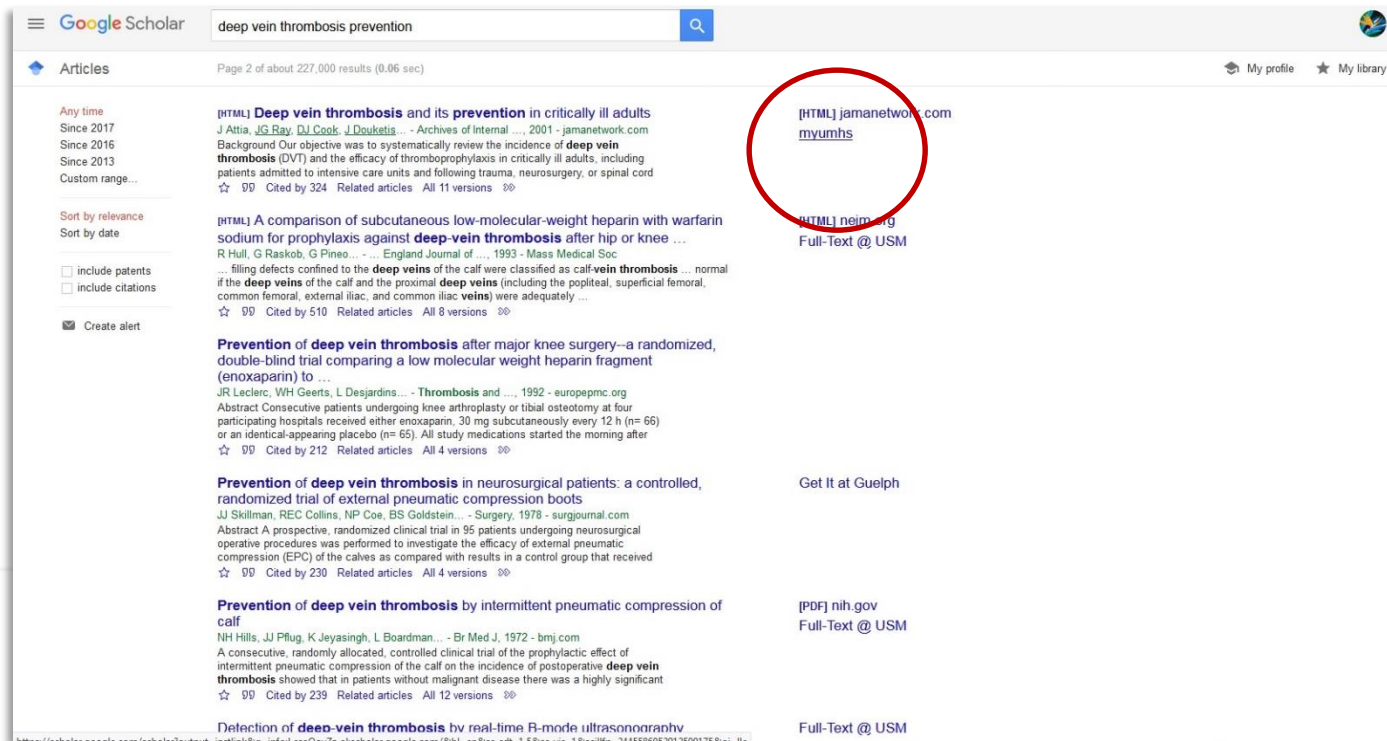 Google Scholar
deep vein thrombosis prevention
Articles
Page 2 of about 227,000 results (0.06 sec)
My profile
My library
Any time
Since 2017
Since 2016
Since 2013
Custom range...
Sort by relevance
Sort by date
include patents
include citations
Create alert
[HTML] Deep vein thrombosis and its prevention in critically ill adults
J Attia, JG Ray, DJ Cook, J Douketis... - Archives of Internal ..., 2001 - jamanetwork.com
Background Our objective was to systematically review the incidence of deep vein
thrombosis (DVT) and the efficacy of thromboprophylaxis in critically ill adults, including
patients admitted to intensive care units and following trauma, neurosurgery, or spinal cord
Cited by 324 Related articles All 11 versions
[HTML] jamanetwork.com
myumhs
[HTML] A comparison of subcutaneous low-molecular-weight heparin with warfarin
sodium for prophylaxis against deep-vein thrombosis after hip or knee ...
R Hull, G Raskob, G Pineo... - ... England Journal of ..., 1993 - Mass Medical Soc
... filling defects confined to the deep veins of the calf were classified as calf-vein thrombosis ... normal
if the deep veins of the calf and the proximal deep veins (including the popliteal, superficial femoral,
common femoral, external iliac, and common iliac veins) were adequately ...
Cited by 510 Related articles All 8 versions
[HTML] nejm.org
Full-Text @ USM
Prevention of deep vein thrombosis after major knee surgery--a randomized,
double-blind trial comparing a low molecular weight heparin fragment
(enoxaparin) to ...
JR Leclerc, WH Geerts, L Desjardins... - Thrombosis and ..., 1992 - europepmc.org
Abstract Consecutive patients undergoing knee arthroplasty or tibial osteotomy at four
participating hospitals received either enoxaparin, 30 mg subcutaneously every 12 h (n= 66)
or an identical-appearing placebo (n= 65). All study medications started the morning after
Cited by 212 Related articles All 4 versions
Prevention of deep vein thrombosis in neurosurgical patients: a controlled,
randomized trial of external pneumatic compression boots
JJ Skillman, REC Collins, NP Coe, BS Goldstein... - Surgery, 1978 - surgjournal.com
Abstract A prospective, randomized clinical trial in 95 patients undergoing neurosurgical
operative procedures was performed to investigate the efficacy of external pneumatic
compression (EPC) of the calves as compared with results in a control group that received
Cited by 230 Related articles All 4 versions
Get It at Guelph
Prevention of deep vein thrombosis by intermittent pneumatic compression of
calf
NH Hills, JJ Pflug, K Jeyasingh, L Boardman... - Br Med J, 1972 - bmj.com
A consecutive, randomly allocated, controlled clinical trial of the prophylactic effect of
intermittent pneumatic compression of the calf on the incidence of postoperative deep vein
thrombosis showed that in patients without malignant disease there was a highly significant
Cited by 239 Related articles All 12 versions
[PDF] nih.gov
Full-Text @ USM
Detection of deep-vein thrombosis by real-time B-mode ultrasonography
Full-Text @ USM